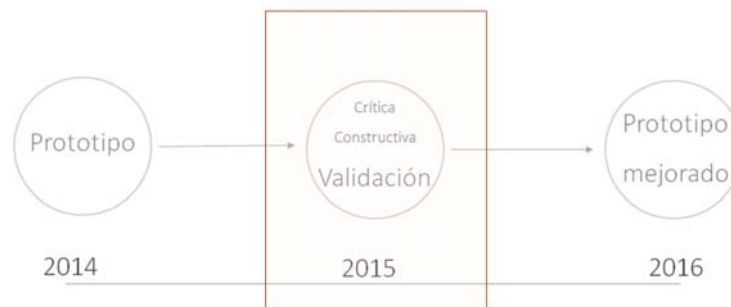 Prototipo
Crítica
Constructiva
Validación
Prototipo
mejorado
2014
2015
2016